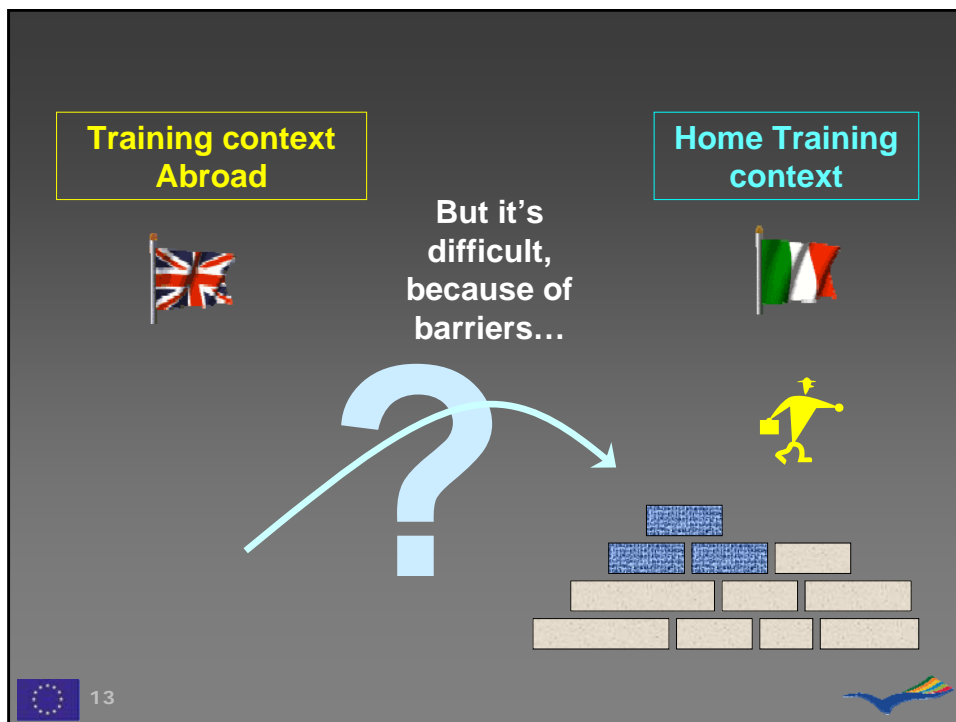 Training context
Abroad
Home Training
context
But it’s
difficult,
because of
barriers…
?
13